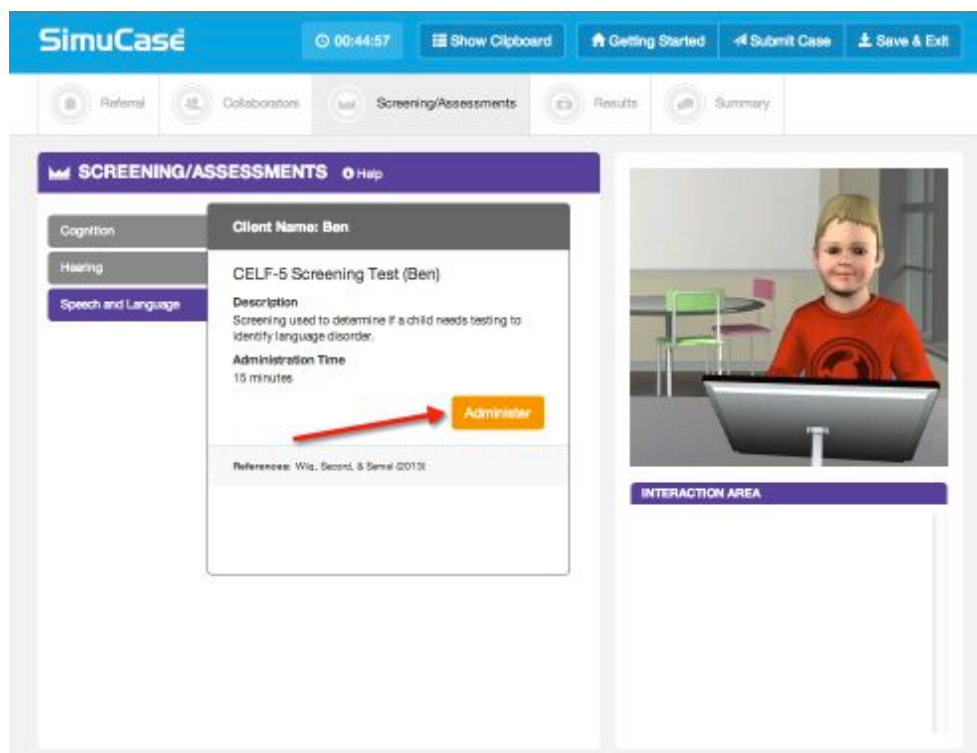 SimuCase
00:44:57
Show Clipboard
Getting Started
Submit Case
Save & Exit
Referral
Collaborators
Screening/Assessments
Results
Summary
SCREENING/ASSESSMENTS Help
Cognition
Hearing
Speech and Language
Client Name: Ben
CELF-5 Screening Test (Ben)
Description
Screening used to determine if a child needs testing to
identify language disorder.
Administration Time
15 minutes
Administer
References: Wiig, Secord, & Semel (2013)
INTERACTION AREA